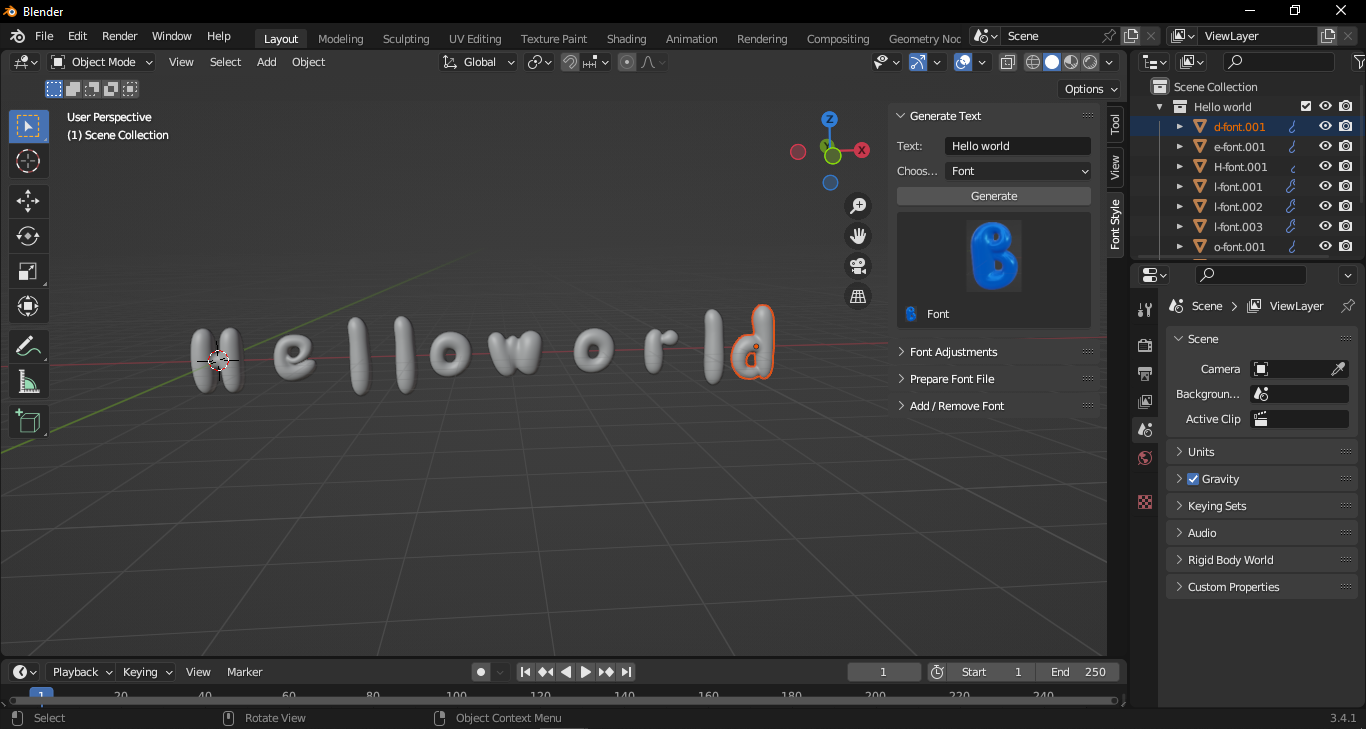 Blender
File Edit Render Window Help
Layout Modeling Sculpting UV Editing Texture Paint Shading Animation Rendering Compositing Geometry Noc
Scene
ViewLayer
Object Mode View Select Add Object
Global
Options
User Perspective
(1) Scene Collection
Z
X
Y
Hello world
Generate Text
Text: Hello world
Choos... Font
Generate
B
Font
Font Adjustments
Prepare Font File
Add / Remove Font
Tool
View
Font Style
Scene Collection
Hello world
d-font.001
e-font.001
H-font.001
l-font.001
l-font.002
l-font.003
o-font.001
Scene > ViewLayer
Scene
Camera
Backgroun...
Active Clip
Units
Gravity
Keying Sets
Audio
Rigid Body World
Custom Properties
Playback Keying View Marker
1
Start 1 End 250
1 20 40 60 80 100 120 140 160 180 200 220 240
Select Rotate View Object Context Menu 3.4.1